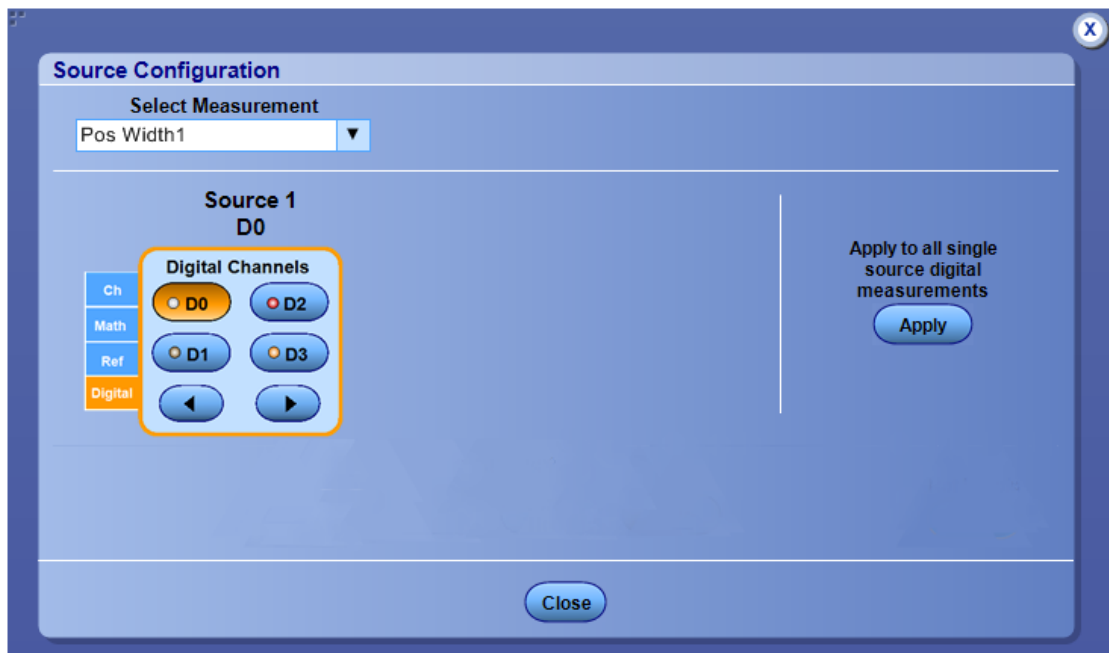 X
Source Configuration
Select Measurement
Pos Width1
Source 1
D0
Digital Channels
Ch
Math
Ref
Digital
D0
D2
D1
D3
Apply to all single
source digital
measurements
Apply
Close